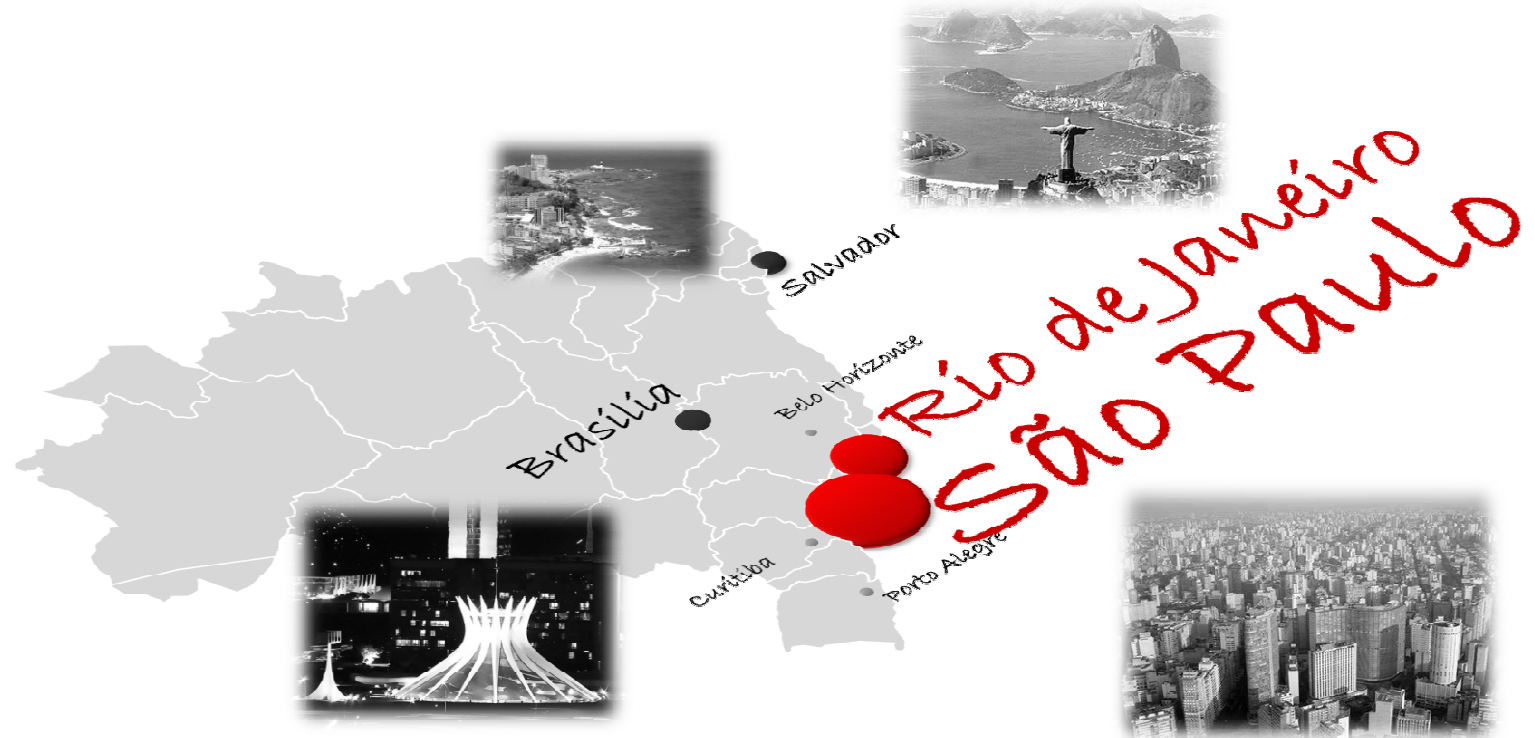 Salvador
Rio de Janeiro
São Paulo
Belo Horizonte
Brasília
Curitiba
Porto Alegre